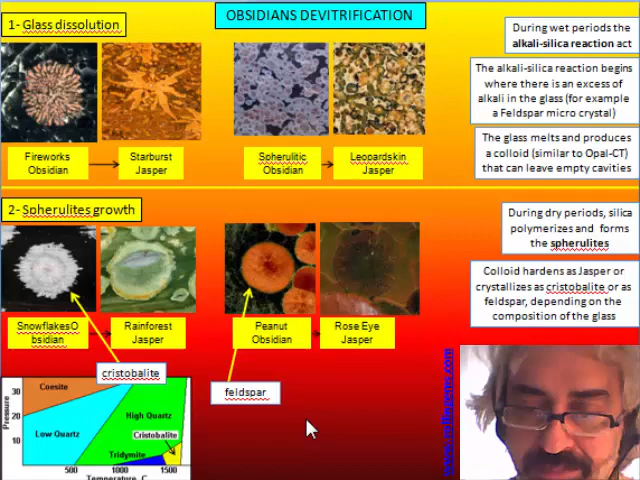 OBSIDIANS DEVITRIFICATION
1- Glass dissolution
Fireworks
Obsidian
Starburst
Jasper
Spherulitic
Obsidian
Leopardskin
Jasper
During wet periods the
alkali-silica reaction act
The alkali-silica reaction begins
where there is an excess of
alkali in the glass (for example
a Feldspar micro crystal)
The glass melts and produces
a colloid (similar to Opal-CT)
that can leave empty cavities
2- Spherulites growth
SnowflakesO
bsidian
Rainforest
Jasper
Peanut
Obsidian
Rose Eye
Jasper
During dry periods, silica
polymerizes and forms
the spherulites
Colloid hardens as Jasper or
crystallizes as cristobalite or as
feldspar, depending on the
composition of the glass
cristobalite
feldspar
Pressure
30
20
10
Coesite
High Quartz
Low Quartz
Cristobalite
Tridymite
500
1000
1500
Temperature, C